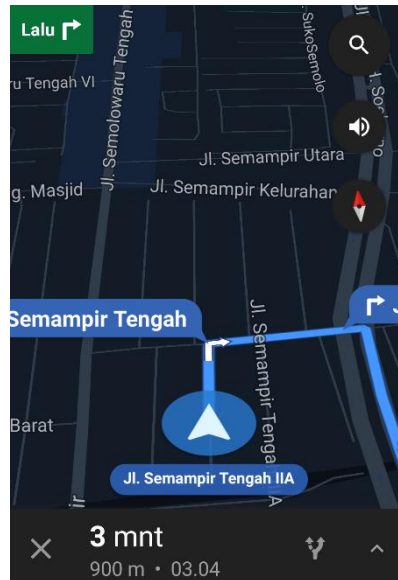 Lalu
Jl. Semolowaru Tengah
SukoSemolo
ru Tengah VI
Jl. Semampir Utara
g. Masjid
Jl. Semampir Kelurahan
Semampir Tengah
Jl. Semampir Tenga
A
Barat
Jl. Semampir Tengah IIA
ir
3 mnt
900 m • 03.04